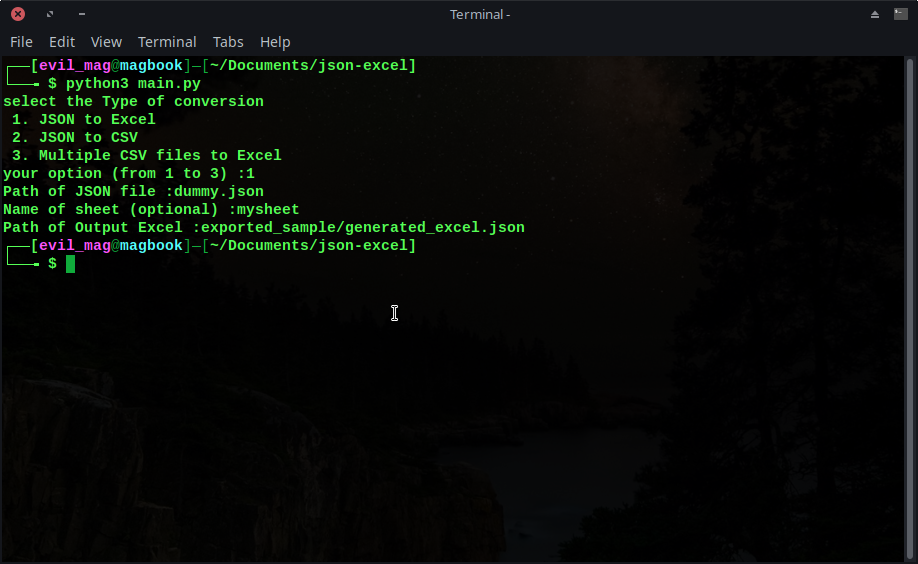 Terminal -
File Edit View Terminal Tabs Help
┌──[evil_mag@magbook]─[~/Documents/json-excel]
└──╼ $ python3 main.py
select the Type of conversion
 1. JSON to Excel
 2. JSON to CSV
 3. Multiple CSV files to Excel
your option (from 1 to 3) :1
Path of JSON file :dummy.json
Name of sheet (optional) :mysheet
Path of Output Excel :exported_sample/generated_excel.json
┌──[evil_mag@magbook]─[~/Documents/json-excel]
└──╼ $